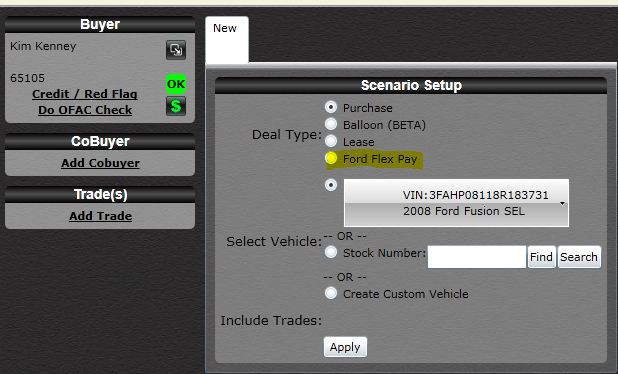 Buyer
Kim Kenney
65105
OK
Credit / Red Flag
$
Do OFAC Check
CoBuyer
Add Cobuyer
Trade(s)
Add Trade
New
Scenario Setup
Deal Type:
Purchase
Balloon (BETA)
Lease
Ford Flex Pay
Select Vehicle:
VIN:3FAHP08118R183731
2008 Ford Fusion SEL
-- OR --
Stock Number:
Find
Search
-- OR --
Create Custom Vehicle
Include Trades:
Apply